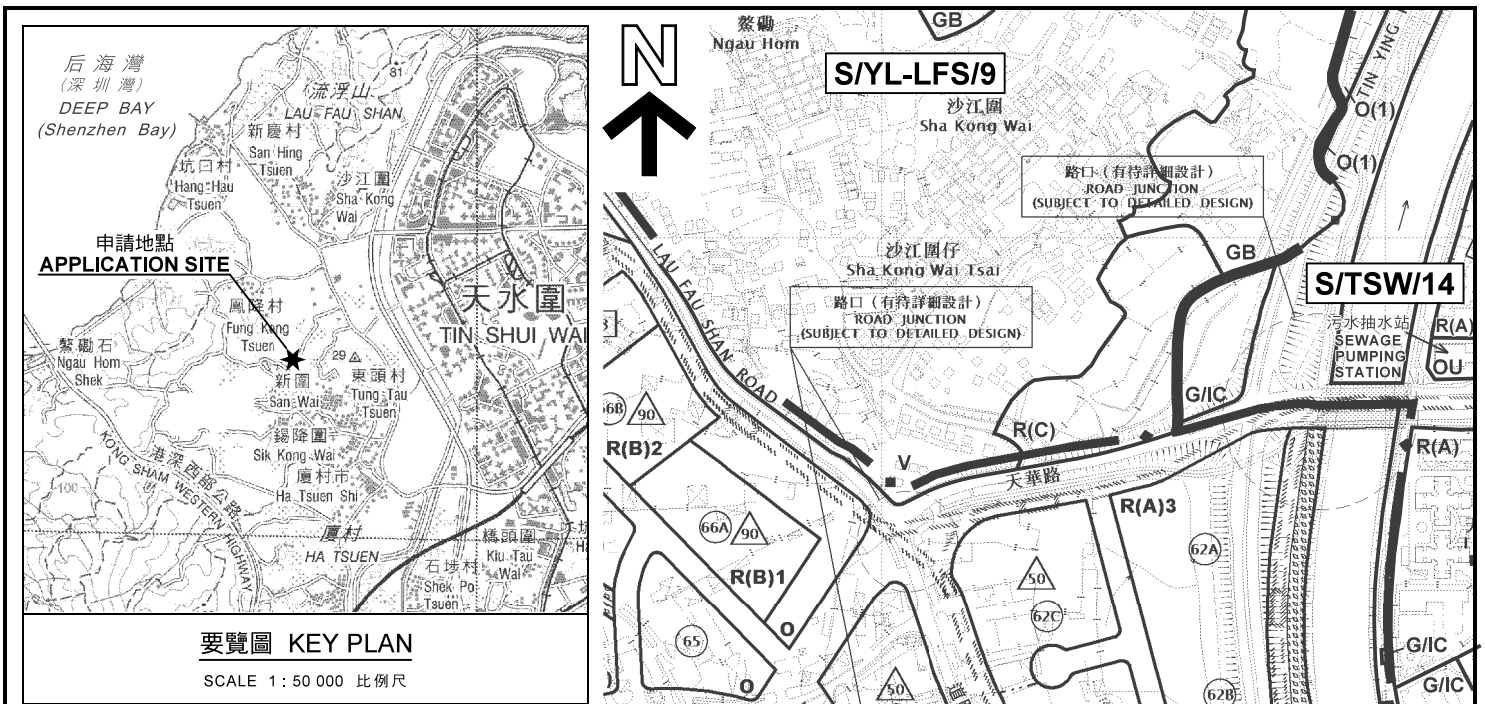 后海灣
(深圳灣)
DEEP BAY
(Shenzhen Bay)
流浮山
LAU FAU SHAN
81
新慶村
San Hing
Tsuen
坑口村
Hang Hau
Tsuen
沙江圍
Sha Kong
Wai
申請地點
APPLICATION SITE
天水圍
TIN SHUI WAI
鳳降村
Fung Kong
Tsuen
鰲磡石
Ngau Hom
Shek
29
新圍
San Wai
東頭村
Tung Tau
Tsuen
錫降圍
Sik Kong Wai
廈村市
Ha Tsuen Shi
港深西部公路
KONG SHAM WESTERN HIGHWAY
100
廈村
HA TSUEN
橋頭圍
Kiu Tau
Wai
石埗村
Shek Po
Tsuen
要覽圖 KEY PLAN
SCALE 1 : 50 000 比例尺
N
鰲磡
Ngau Hom
GB
S/YL-LFS/9
沙江圍
Sha Kong Wai
TIN YING
O(1)
O(1)
路口 (有待詳細設計)
ROAD JUNCTION
(SUBJECT TO DETAILED DESIGN)
沙江圍仔
Sha Kong Wai Tsai
GB
S/TSW/14
路口 (有待詳細設計)
ROAD JUNCTION
(SUBJECT TO DETAILED DESIGN)
LAU FAU SHAN ROAD
污水抽水站
SEWAGE
PUMPING
STATION
R(A)
OU
G/IC
66B
90
R(B)2
R(C)
V
天華路
R(A)
R(A)3
66A
90
62A
R(B)1
50
62C
65
O
O
50
62B
G/IC
G/IC